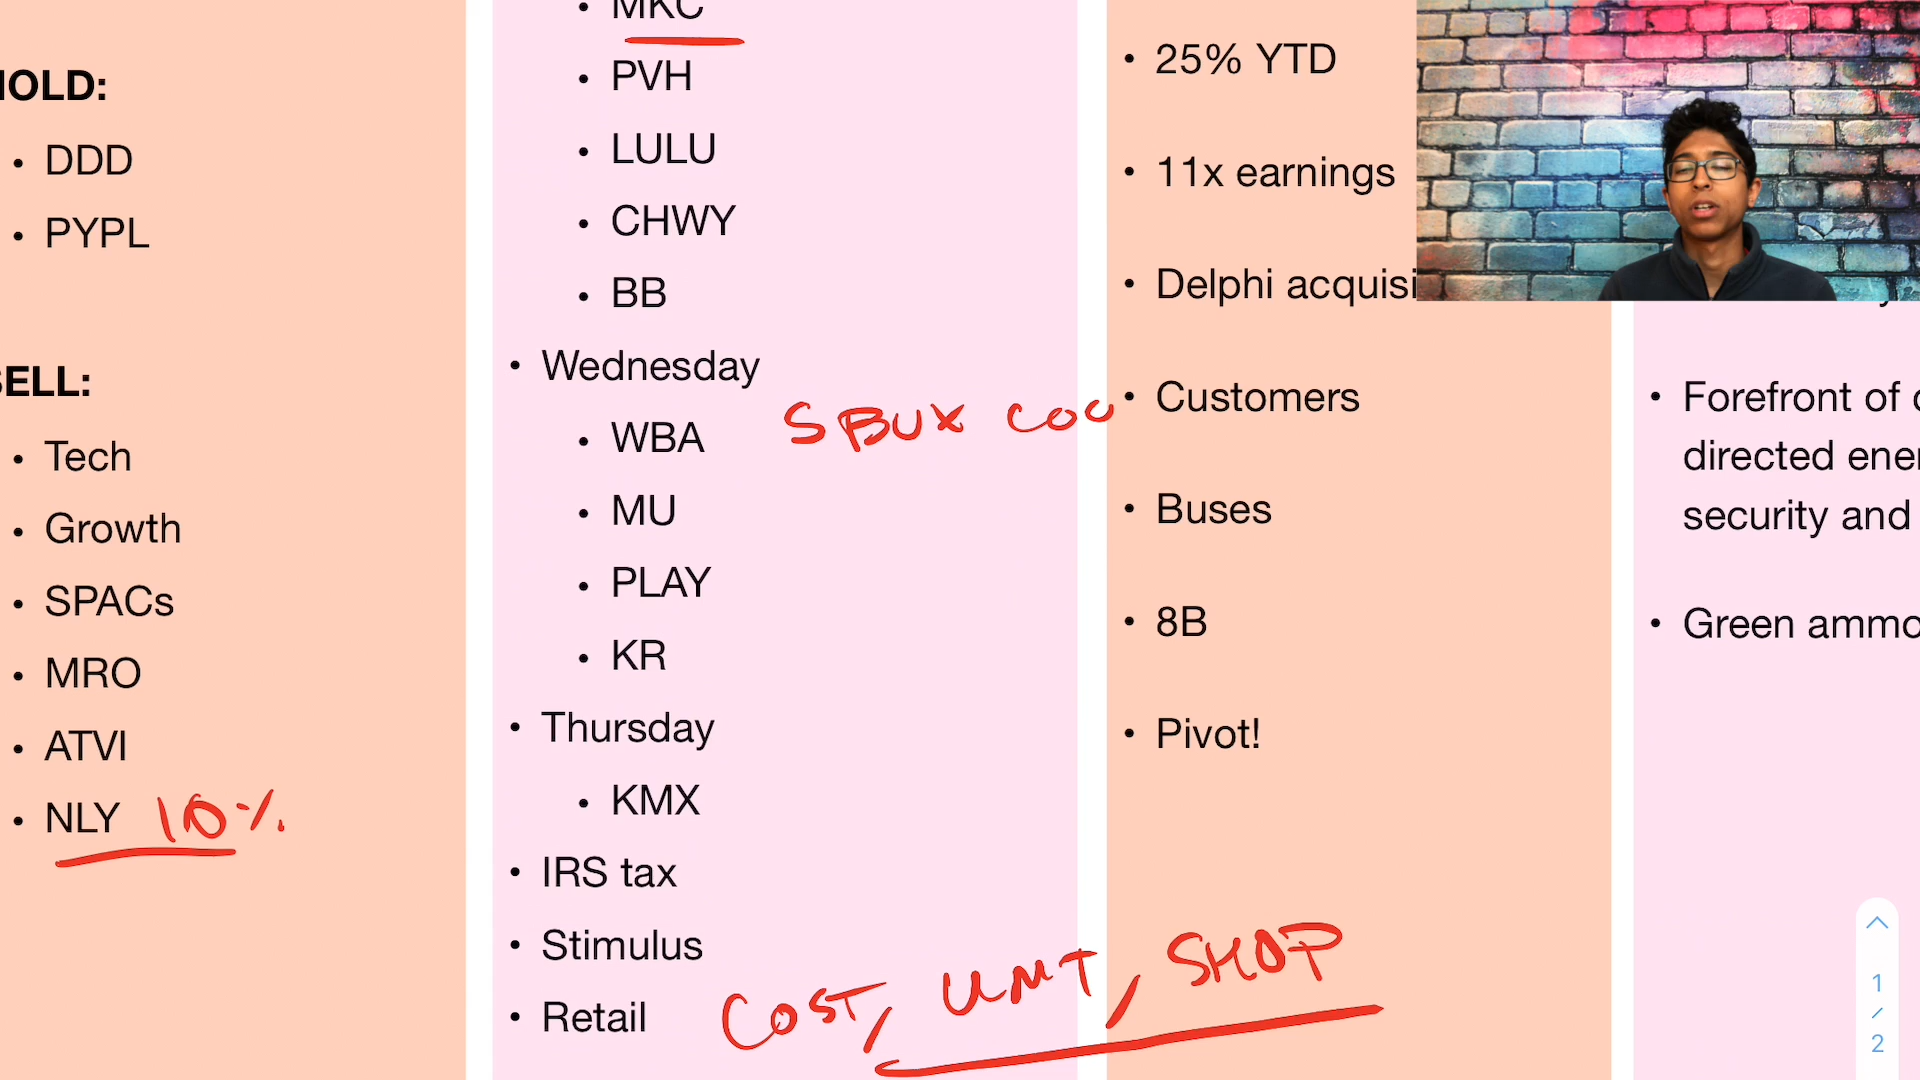 HOLD:
• DDD
• PYPL
SELL:
• Tech
• Growth
• SPACs
• MRO
• ATVI
• NLY 10%
• MKC
• PVH
• LULU
• CHWY
• BB
• Wednesday
• WBA SBUX COO
• MU
• PLAY
• KR
• Thursday
• KMX
• IRS tax
• Stimulus
• Retail COST, WMT, SHOP
• 25% YTD
• 11x earnings
• Delphi acquisi
• Customers
• Buses
• 8B
• Pivot!
• Forefront of
directed ene
security and
• Green ammo
1
/
2